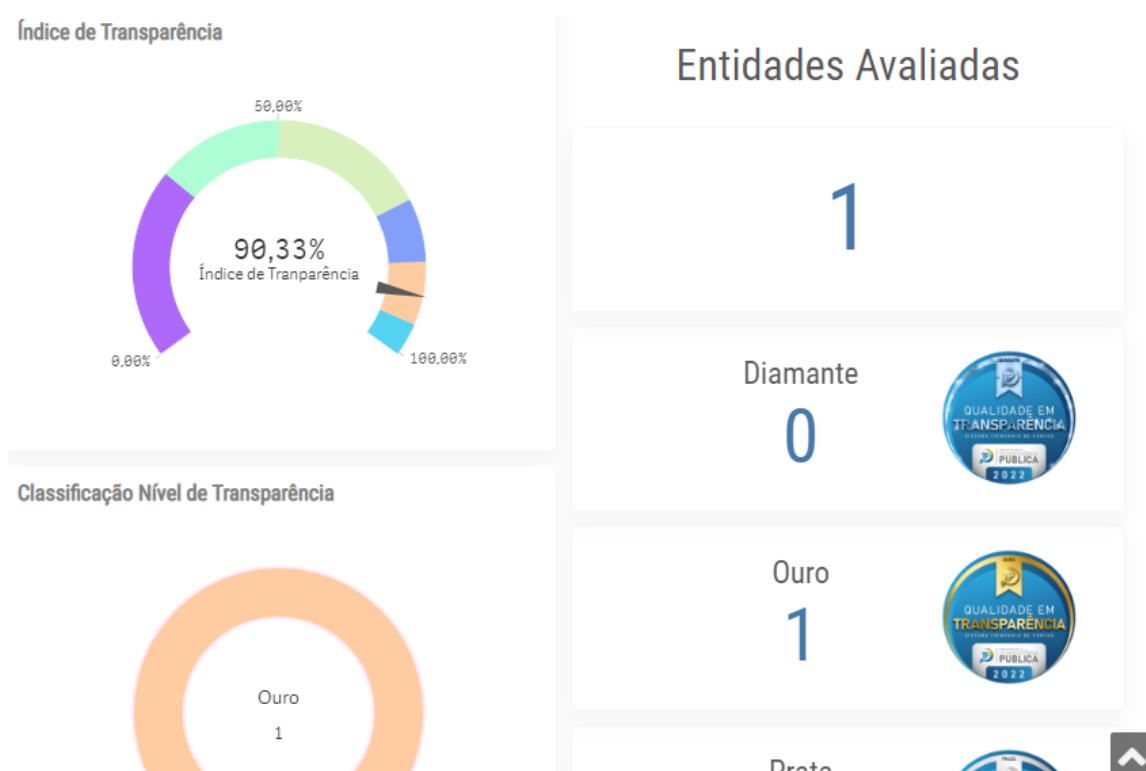 Índice de Transparência
50,00%
90,33%
Índice de Tranparência
0,00%
100,00%
Classificação Nível de Transparência
Ouro
1
Entidades Avaliadas
1
Diamante
0
QUALIDADE EM
TRANSPARÊNCIA
PÚBLICA
2022
Ouro
1
QUALIDADE EM
TRANSPARÊNCIA
PÚBLICA
2022
Prata